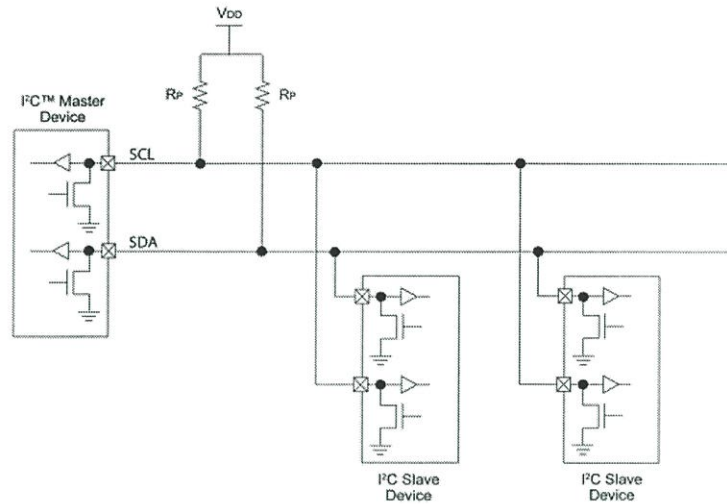 VDD
RP
RP
I²C™ Master
Device
SCL
SDA
I²C Slave
Device
I²C Slave
Device